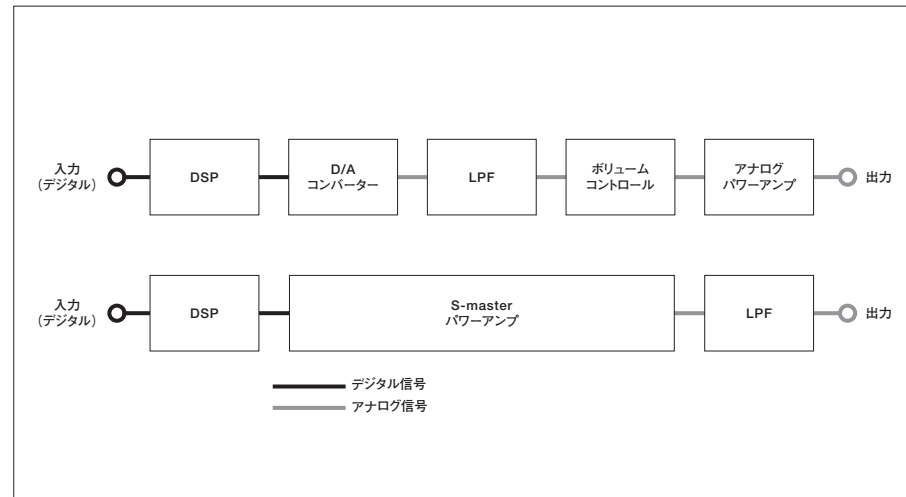 入力
(デジタル)
DSP
D/A
コンバーター
LPF
ボリューム
コントロール
アナログ
パワーアンプ
出力
入力
(デジタル)
DSP
S-master
パワーアンプ
LPF
出力
デジタル信号
アナログ信号